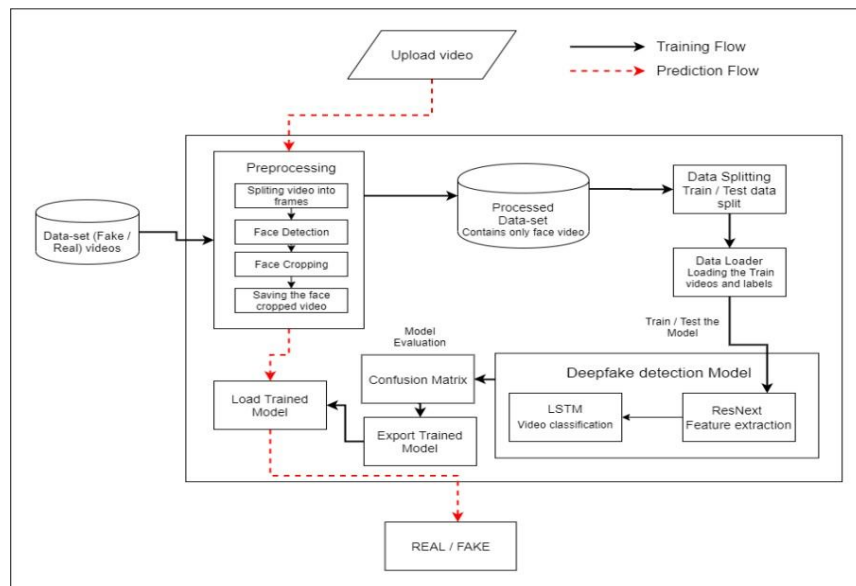 Upload video
Training Flow
Prediction Flow
Preprocessing
Spliting video into
frames
Face Detection
Face Cropping
Saving the face
cropped video
Data-set (Fake /
Real) videos
Processed
Data-set
Contains only face video
Data Splitting
Train / Test data
split
Data Loader
Loading the Train
videos and labels
Train / Test the
Model
Model
Evaluation
Confusion Matrix
Export Trained
Model
Load Trained
Model
Deepfake detection Model
LSTM
Video classification
ResNext
Feature extraction
REAL / FAKE